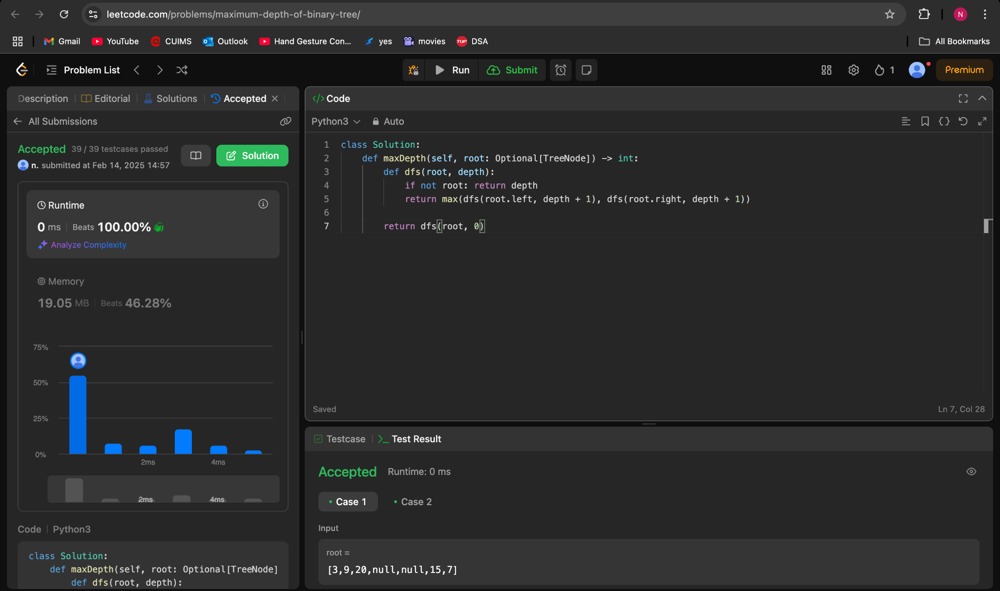 leetcode.com/problems/maximum-depth-of-binary-tree/
N
Gmail
YouTube
CUIMS
Outlook
Hand Gesture Con...
yes
movies
TUF
DSA
All Bookmarks
Problem List
Run
Submit
1
Premium
Description
Editorial
Solutions
Accepted
All Submissions
Accepted 39 / 39 testcases passed
n. submitted at Feb 14, 2025 14:57
Solution
Runtime
0 ms Beats 100.00%
Analyze Complexity
Memory
19.05 MB Beats 46.28%
75%
50%
25%
0%
2ms
4ms
2ms
4ms
Code | Python3
class Solution:
def maxDepth(self, root: Optional[TreeNode]
def dfs(root, depth):
</> Code
Python3
Auto
1 class Solution:
2 def maxDepth(self, root: Optional[TreeNode]) -> int:
3 def dfs(root, depth):
4 if not root: return depth
5 return max(dfs(root.left, depth + 1), dfs(root.right, depth + 1))
6
7 return dfs(root, 0)
Saved
Ln 7, Col 28
Testcase
>_ Test Result
Accepted Runtime: 0 ms
• Case 1
• Case 2
Input
root =
[3,9,20,null,null,15,7]